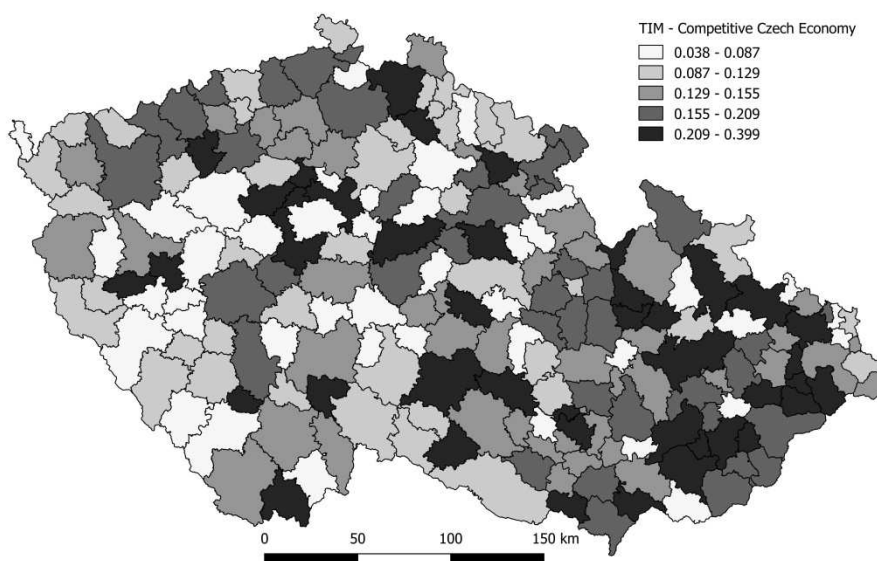 TIM - Competitive Czech Economy
0.038 - 0.087
0.087 - 0.129
0.129 - 0.155
0.155 - 0.209
0.209 - 0.399
0 50 100 150 km